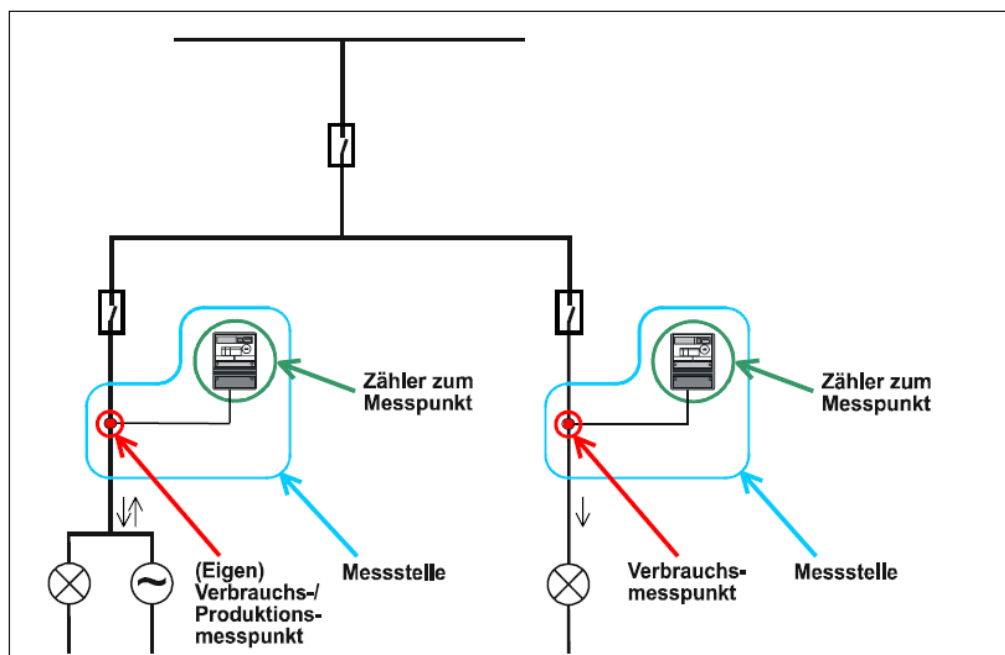 Zähler zum
Messpunkt
Zähler zum
Messpunkt
(Eigen)
Verbrauchs-/
Produktions-
messpunkt
Messstelle
Verbrauchs-
messpunkt
Messstelle